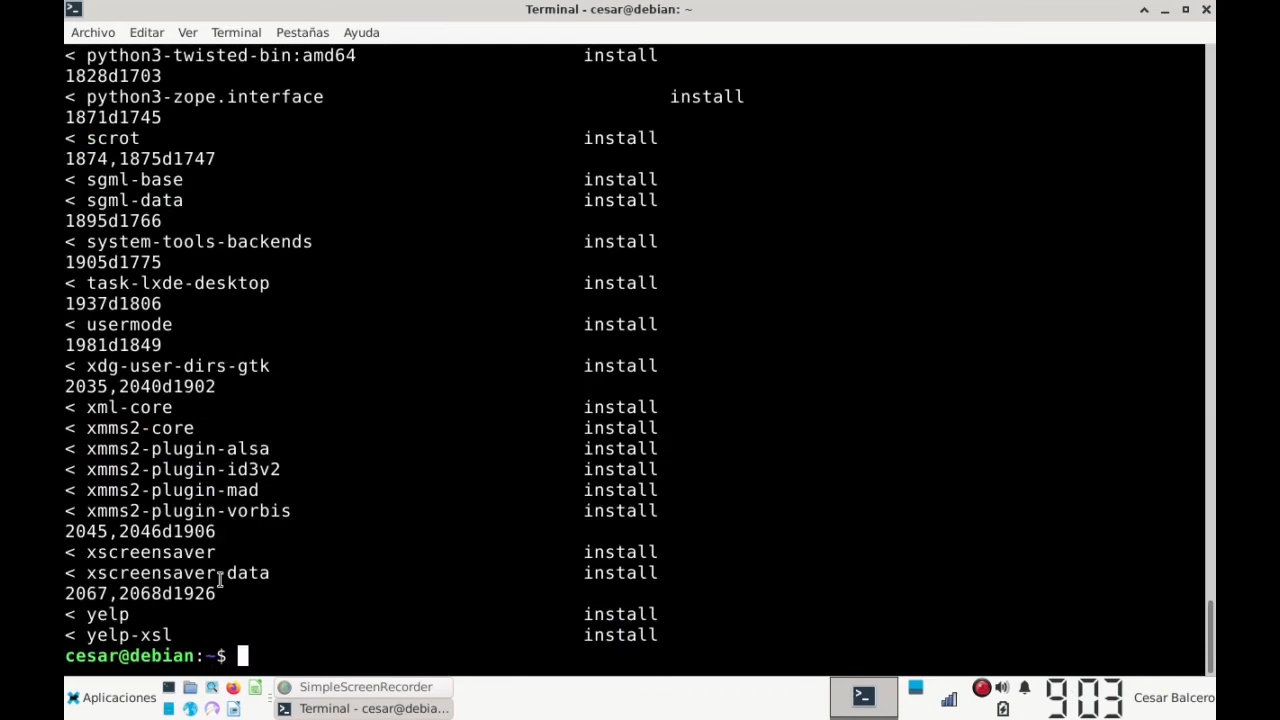 Terminal - cesar@debian: ~
Archivo Editar Ver Terminal Pestañas Ayuda
< python3-twisted-bin:amd64 install
1828d1703
< python3-zope.interface install
1871d1745
< scrot install
1874,1875d1747
< sgml-base install
< sgml-data install
1895d1766
< system-tools-backends install
1905d1775
< task-lxde-desktop install
1937d1806
< usermode install
1981d1849
< xdg-user-dirs-gtk install
2035,2040d1902
< xml-core install
< xmms2-core install
< xmms2-plugin-alsa install
< xmms2-plugin-id3v2 install
< xmms2-plugin-mad install
< xmms2-plugin-vorbis install
2045,2046d1906
< xscreensaver install
< xscreensaver-data install
2067,2068d1926
< yelp install
< yelp-xsl install
cesar@debian:~$
SimpleScreenRecorder
Aplicaciones
Terminal - cesar@debia...
903
Cesar Balcero